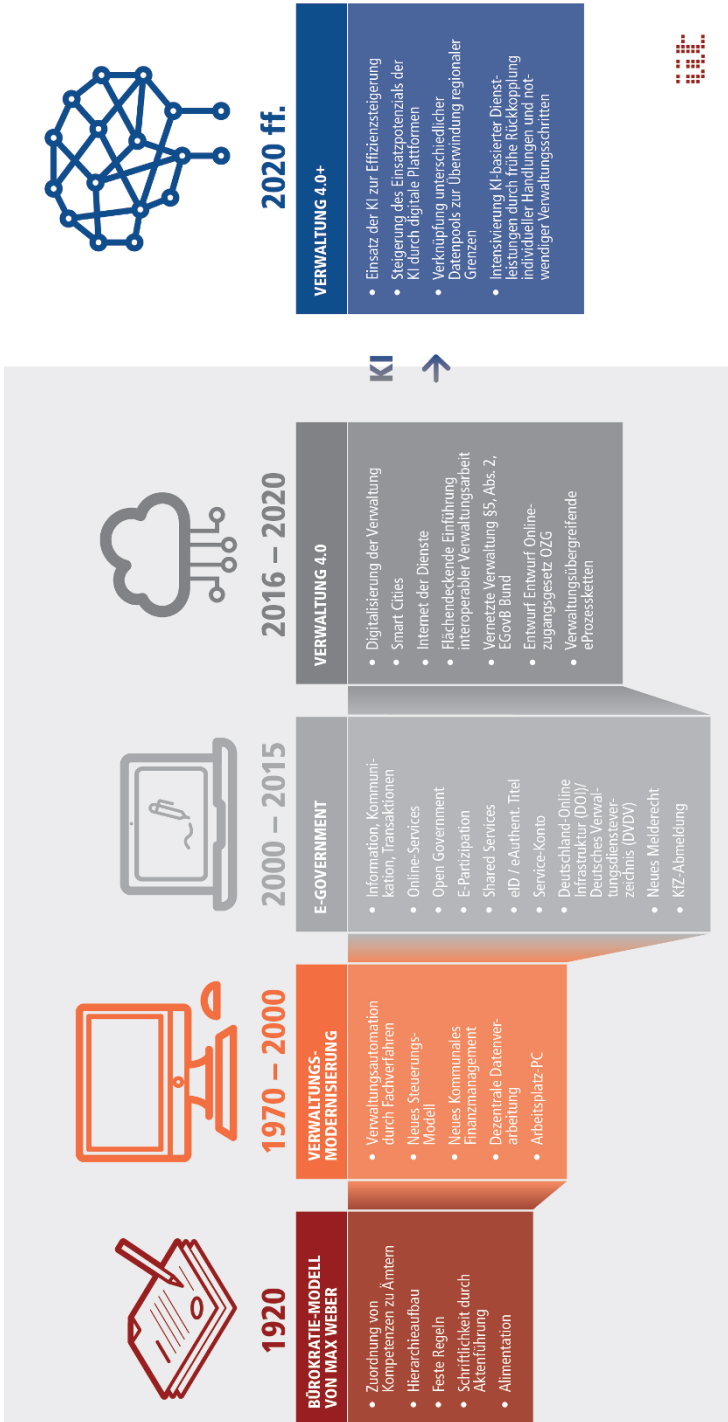 1920
BÜROKRATIE-MODELL
VON MAX WEBER
• Zuordnung von
Kompetenzen zu Ämtern
• Hierarchieaufbau
• Feste Regeln
• Schriftlichkeit durch
Aktenführung
• Alimentation
1970 – 2000
VERWALTUNGS-
MODERNISIERUNG
• Verwaltungsautomation
durch Fachverfahren
• Neues Steuerungs-
Modell
• Neues Kommunales
Finanzmanagement
• Dezentrale Datenver-
arbeitung
• Arbeitsplatz-PC
2000 – 2015
E-GOVERNMENT
• Information, Kommuni-
kation, Transaktionen
• Online-Services
• Open Government
• E-Partizipation
• Shared Services
• eID / eAuthent. Titel
• Service-Konto
• Deutschland-Online
Infrastruktur (DOI)/
Deutsches Verwal-
tungsdienstever-
zeichnis (DVDV)
• Neues Melderecht
• KfZ-Abmeldung
2016 – 2020
VERWALTUNG 4.0
• Digitalisierung der Verwaltung
• Smart Cities
• Internet der Dienste
• Flächendeckende Einführung
interoperabler Verwaltungsarbeit
• Vernetzte Verwaltung §5, Abs. 2,
EGovB Bund
• Entwurf Entwurf Online-
zugangsgesetz OZG
• Verwaltungsübergreifende
eProzessketten
KI
2020 ff.
VERWALTUNG 4.0+
• Einsatz der KI zur Effizienzsteigerung
• Steigerung des Einsatzpotenzials der
KI durch digitale Plattformen
• Verknüpfung unterschiedlicher
Datenpools zur Überwindung regionaler
Grenzen
• Intensivierung KI-basierter Dienst-
leistungen durch frühe Rückkopplung
individueller Handlungen und not-
wendiger Verwaltungsschritten